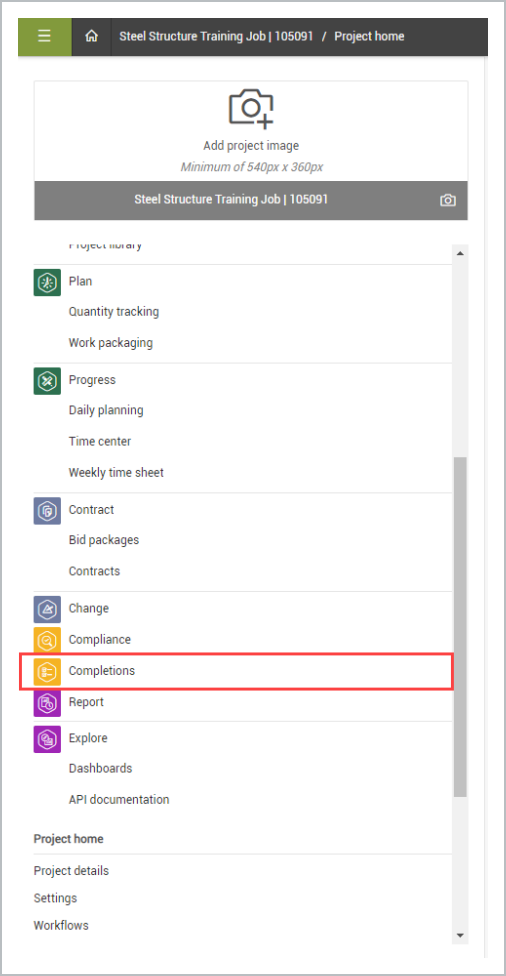 Steel Structure Training Job | 105091 / Project home
Add project image
Minimum of 540px x 360px
Steel Structure Training Job | 105091
Project library
Plan
Quantity tracking
Work packaging
Progress
Daily planning
Time center
Weekly time sheet
Contract
Bid packages
Contracts
Change
Compliance
Completions
Report
Explore
Dashboards
API documentation
Project home
Project details
Settings
Workflows